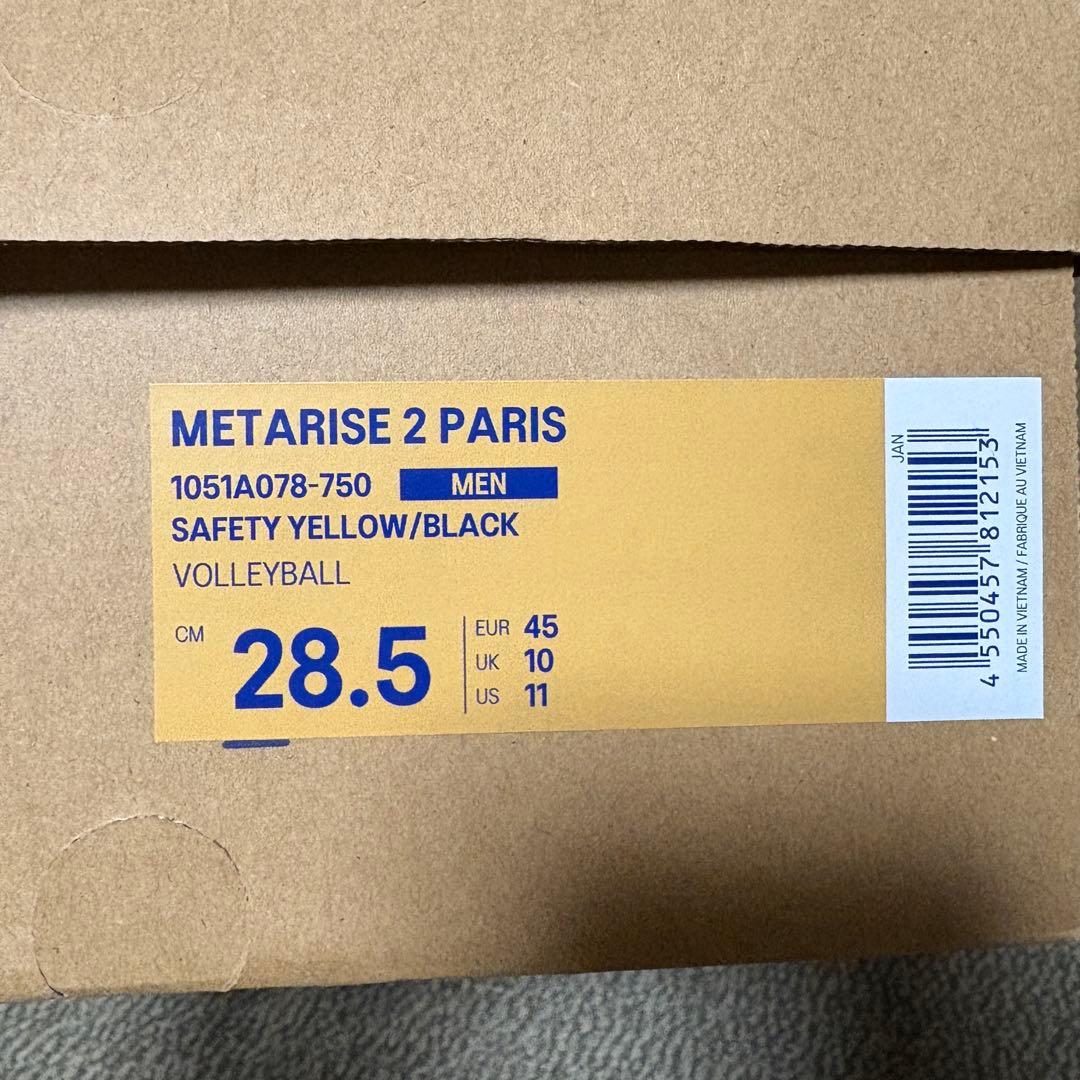 METARISE 2 PARIS
1051A078-750 MEN
SAFETY YELLOW/BLACK
VOLLEYBALL
CM 28.5
EUR 45
UK 10
US 11
JAN
4 550457 812153
MADE IN VIETNAM / FABRIQUE AU VIETNAM